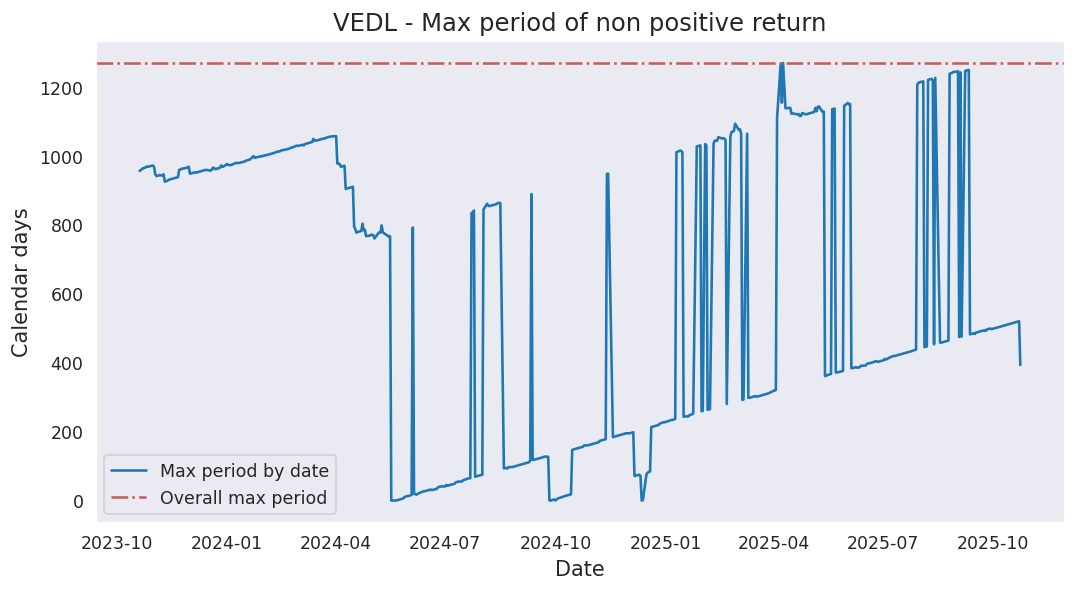 VEDL - Max period of non positive return
Calendar days
1200
1000
800
600
400
200
0
Max period by date
Overall max period
2023-10 2024-01 2024-04 2024-07 2024-10 2025-01 2025-04 2025-07 2025-10
Date